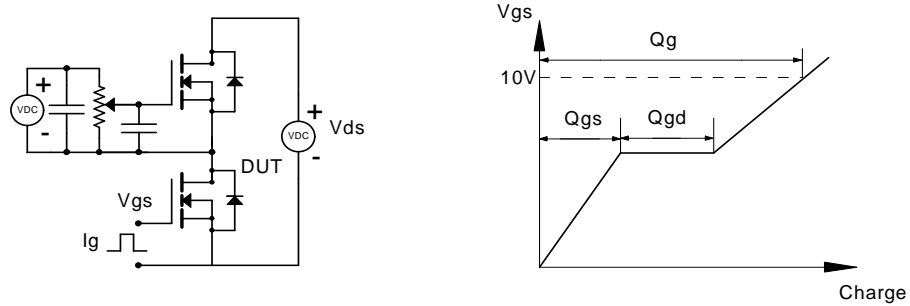 +
VDC
-
+
VDC
-
Vds
DUT
Vgs
Ig
Vgs
Qg
10V
Qgs
Qgd
Charge